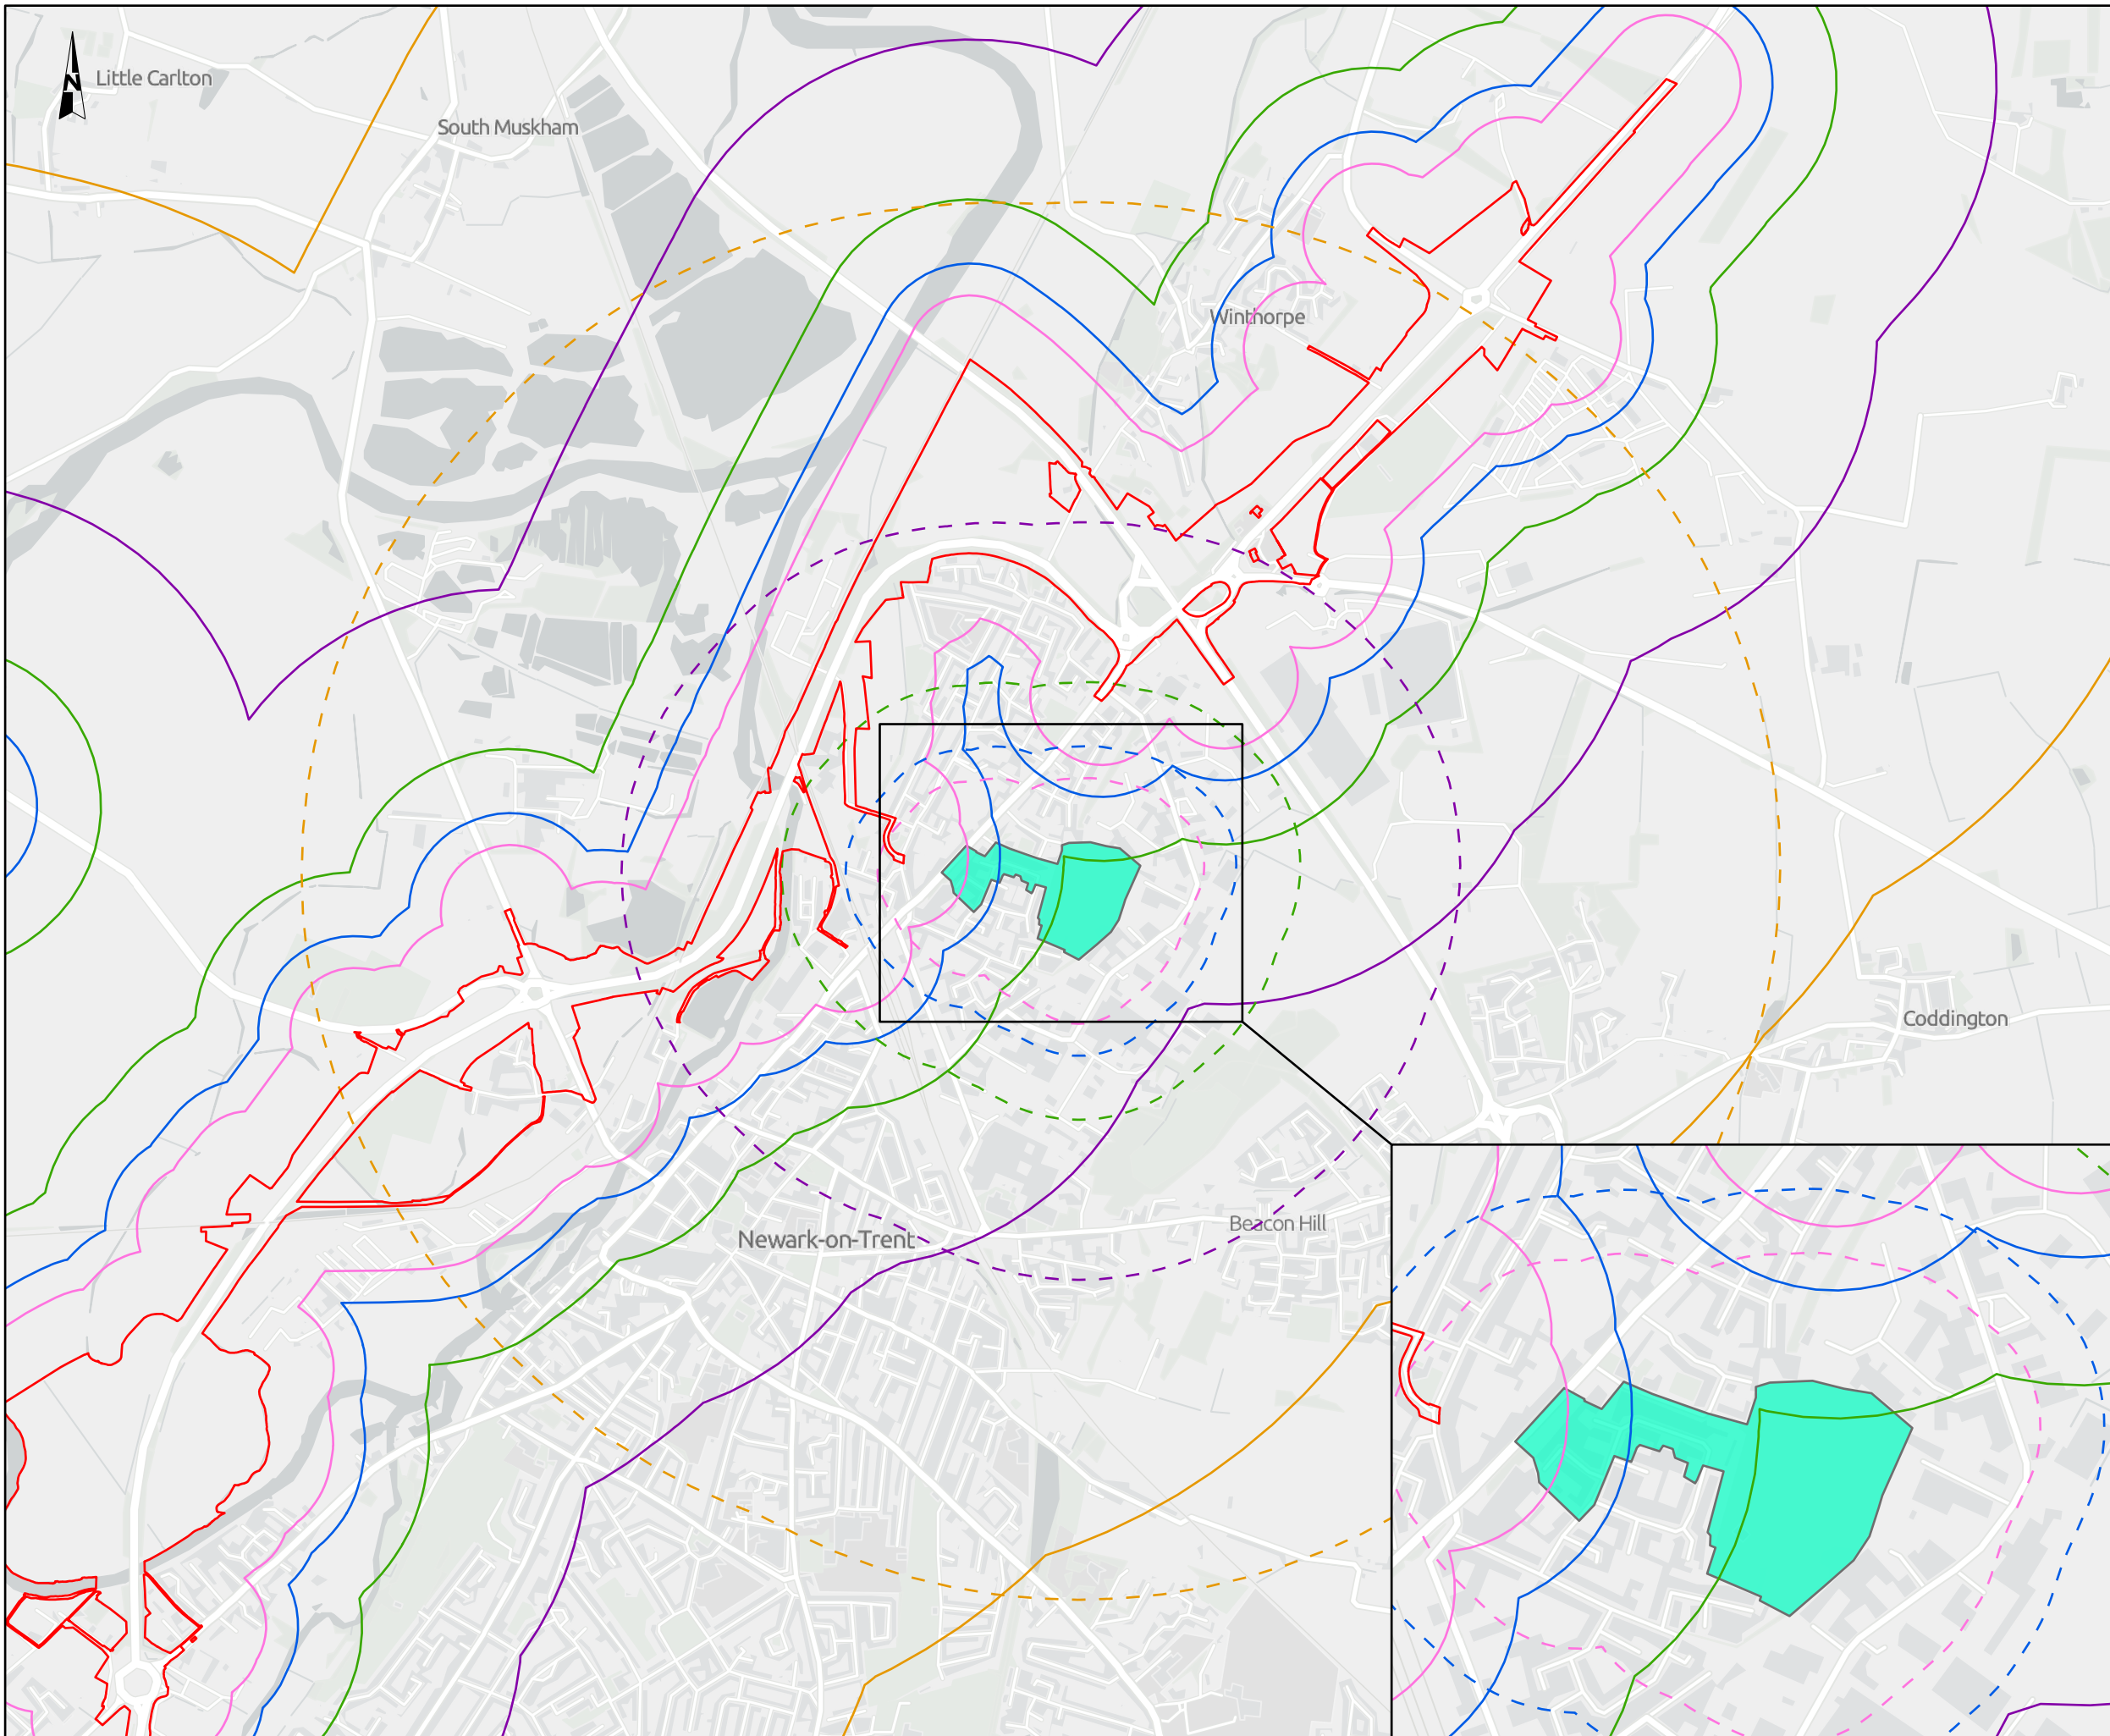 N
Little Carlton
South Muskham
Winthorpe
Coddington
Beacon Hill
Newark-on-Trent